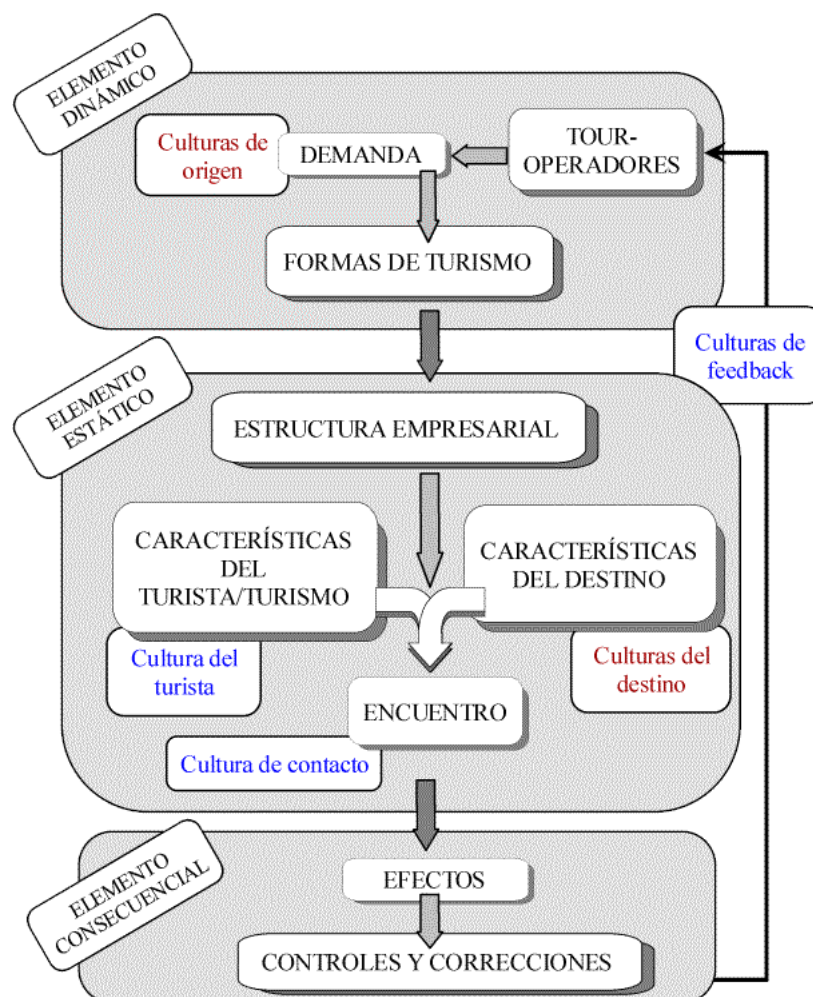 ELEMENTO
DINÁMICO
Culturas de
origen
DEMANDA
TOUR-
OPERADORES
FORMAS DE TURISMO
Culturas de
feedback
ELEMENTO
ESTÁTICO
ESTRUCTURA EMPRESARIAL
CARACTERÍSTICAS
DEL
TURISTA/TURISMO
CARACTERÍSTICAS
DEL DESTINO
Cultura del
turista
Culturas del
destino
ENCUENTRO
Cultura de contacto
ELEMENTO
CONSECUENCIAL
EFECTOS
CONTROLES Y CORRECCIONES